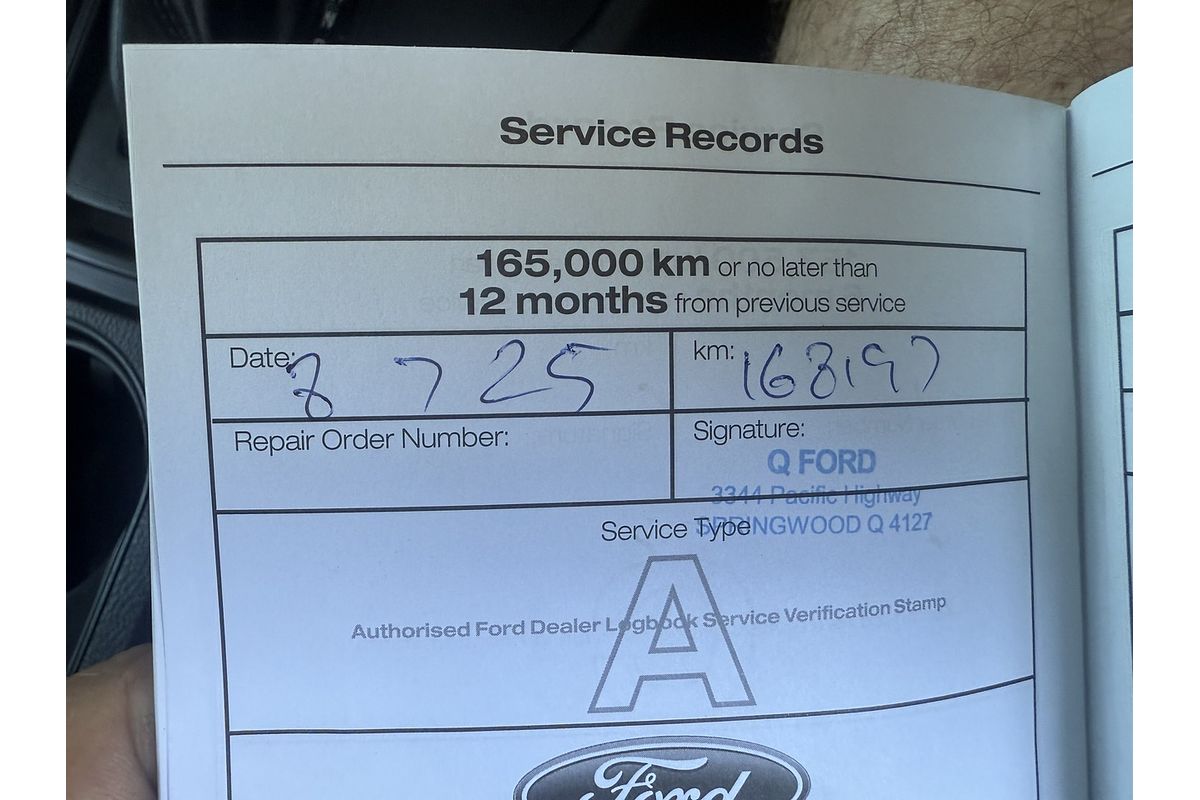 Service Records
165,000 km or no later than
12 months from previous service
Date: 8 7 25
km: 168197
Repair Order Number:
Signature:
Q FORD
3344 Pacific Highway
SPRINGWOOD Q 4127
Service Type
A
Authorised Ford Dealer Logbook Service Verification Stamp
Ford